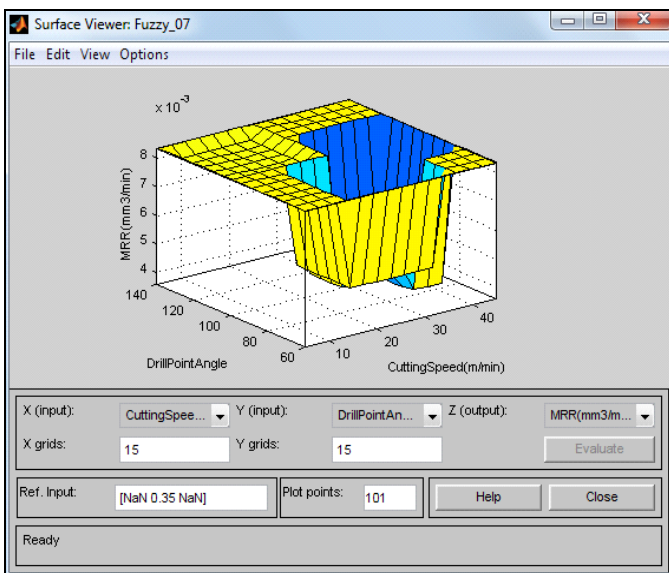 Surface Viewer: Fuzzy_07
File Edit View Options
x 10-3
8
7
6
5
4
MRR(mm3/min)
140
120
100
80
60
DrillPointAngle
10
20
30
40
CuttingSpeed(m/min)
X (input): CuttingSpee... Y (input): DrillPointAn... Z (output): MRR(mm3/m...
X grids: 15 Y grids: 15 Evaluate
Ref. Input: [NaN 0.35 NaN] Plot points: 101 Help Close
Ready